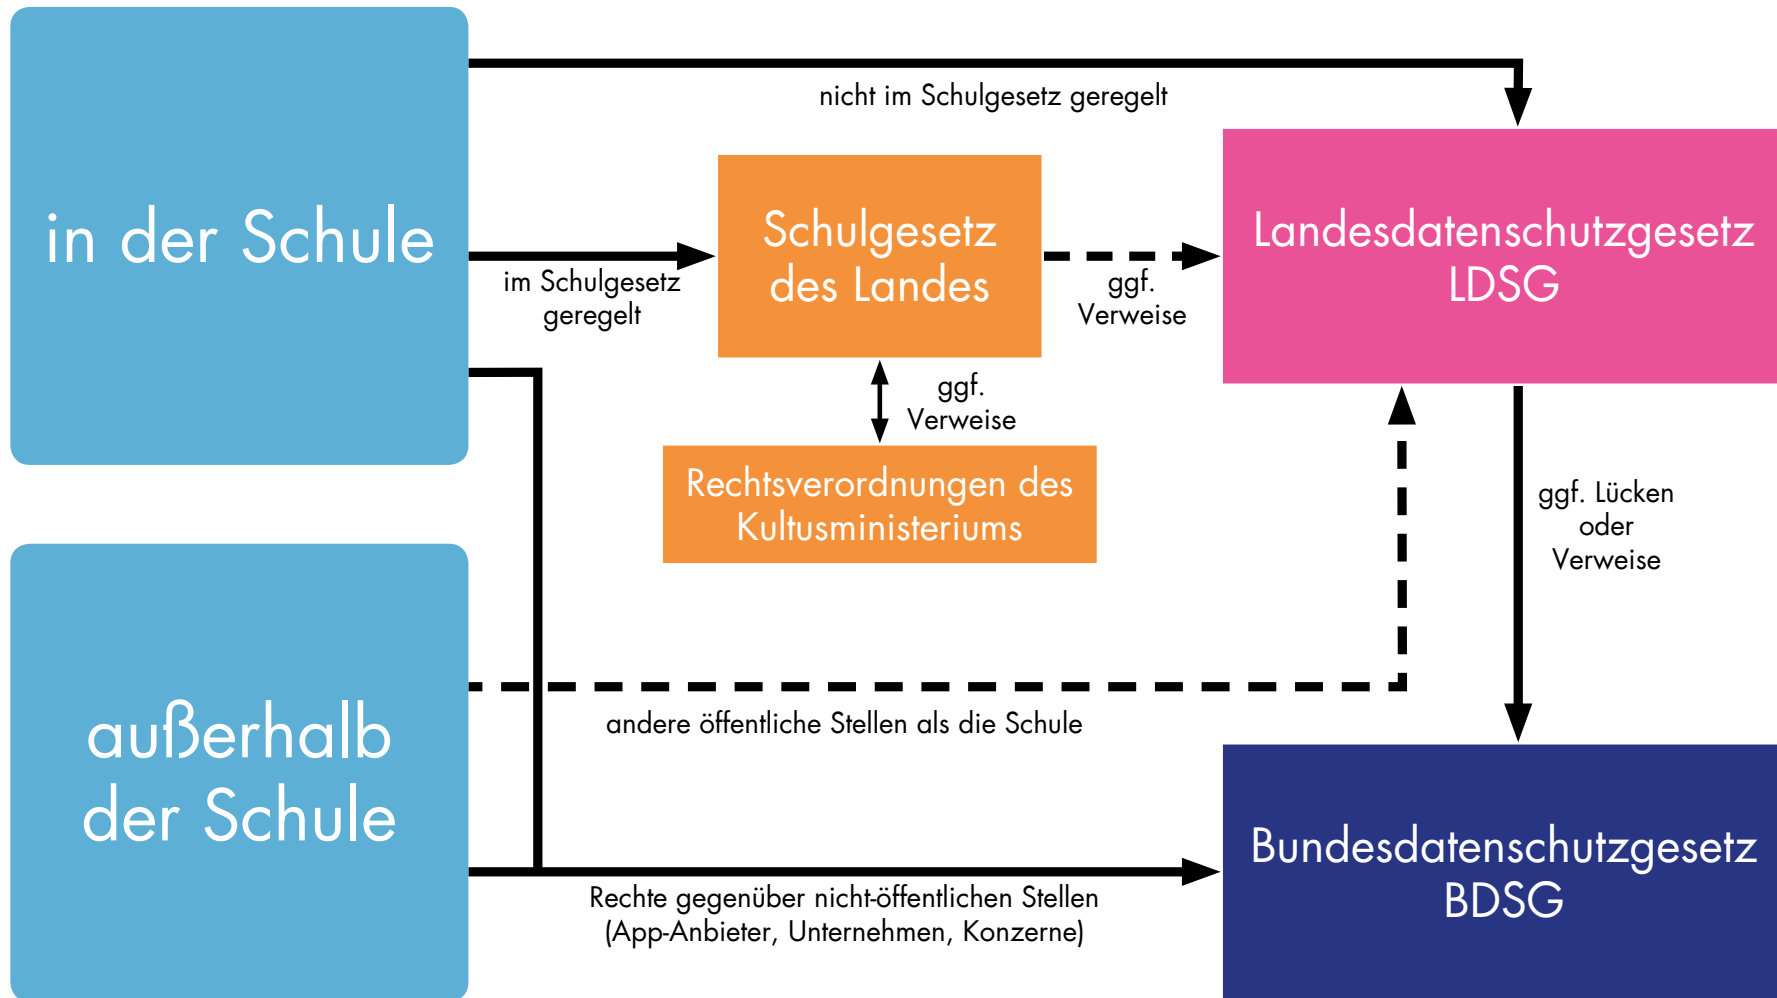 in der Schule
nicht im Schulgesetz geregelt
im Schulgesetz
geregelt
Schulgesetz
des Landes
ggf.
Verweise
Landesdatenschutzgesetz
LDSG
ggf.
Verweise
Rechtsverordnungen des
Kultusministeriums
ggf. Lücken
oder
Verweise
außerhalb
der Schule
andere öffentliche Stellen als die Schule
Rechte gegenüber nicht-öffentlichen Stellen
(App-Anbieter, Unternehmen, Konzerne)
Bundesdatenschutzgesetz
BDSG